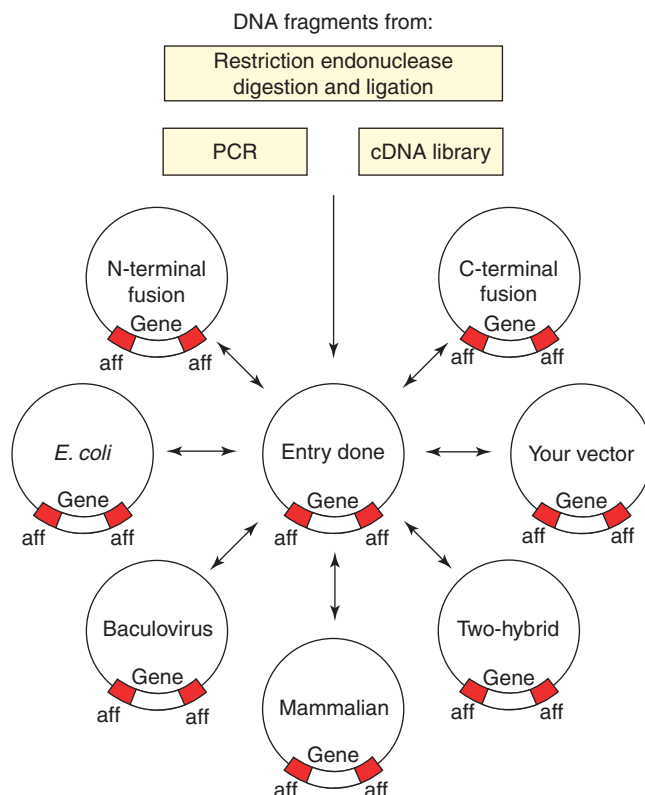 DNA fragments from:
Restriction endonuclease
digestion and ligation
PCR
cDNA library
N-terminal
fusion
Gene
aff
aff
C-terminal
fusion
Gene
aff
aff
E. coli
Gene
aff
aff
Entry done
Gene
aff
aff
Your vector
Gene
aff
aff
Baculovirus
Gene
aff
aff
Mammalian
Gene
aff
aff
Two-hybrid
Gene
aff
aff